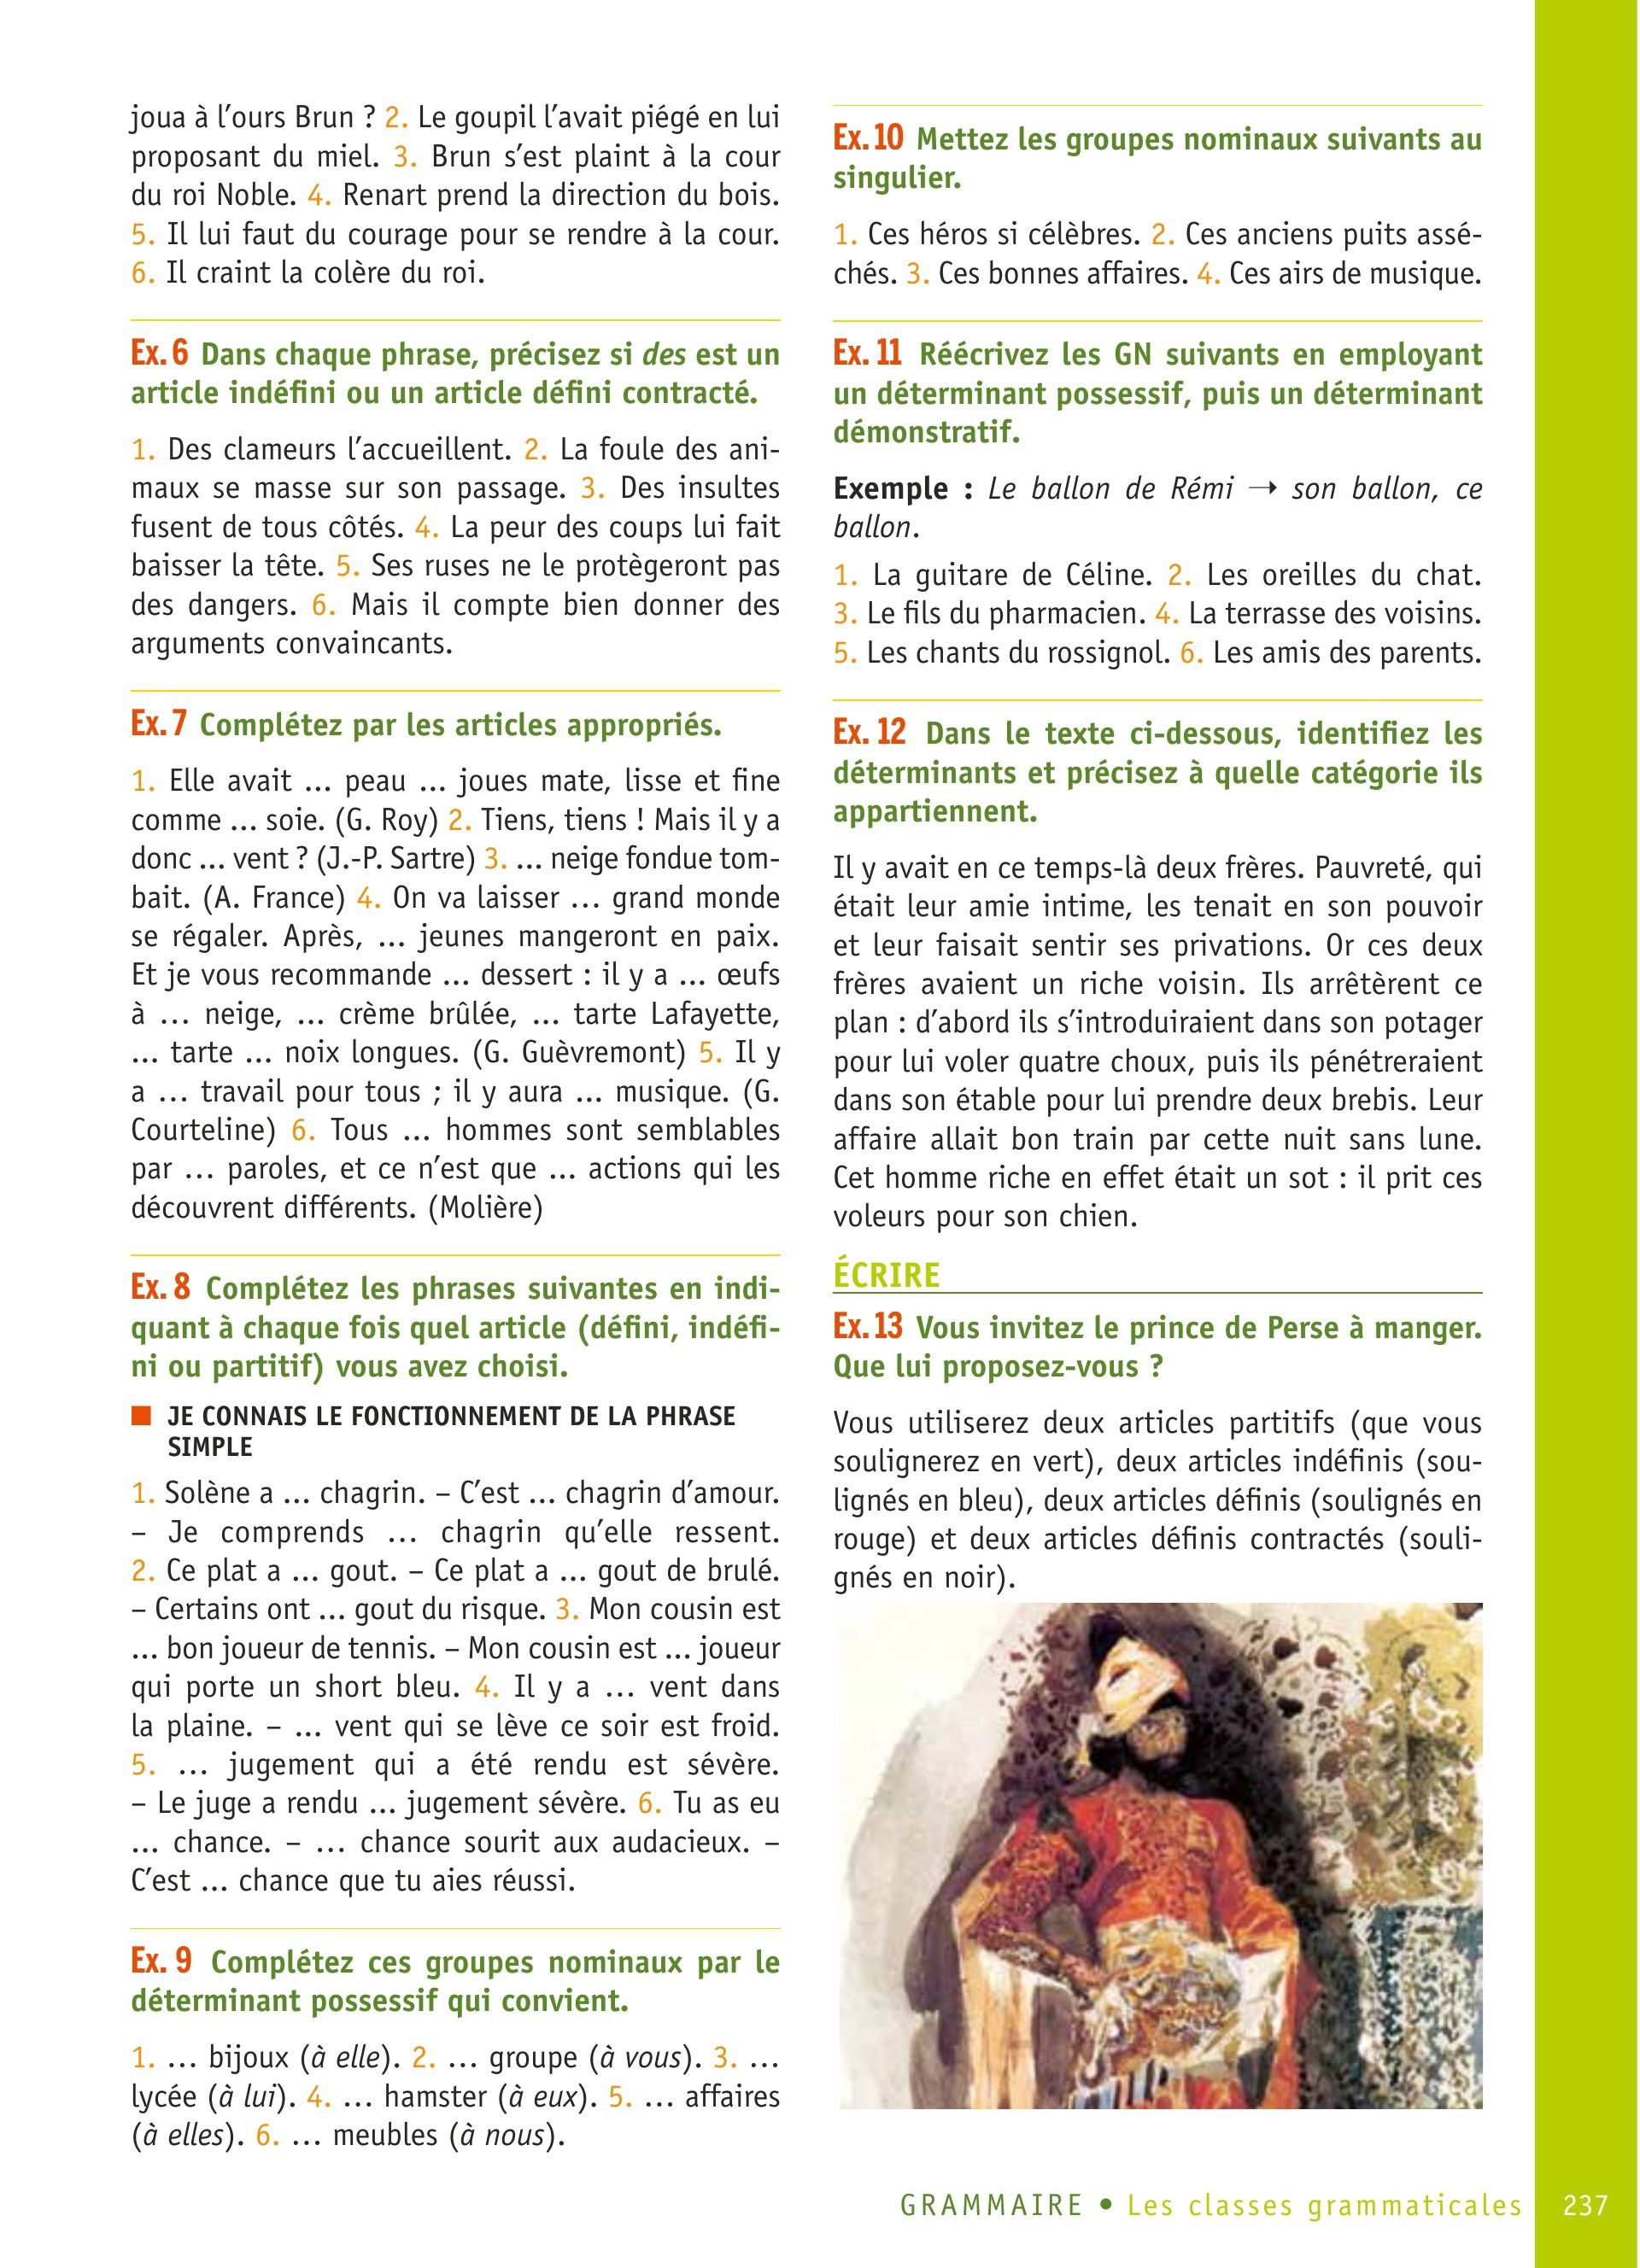 joua à l’ours Brun ? 2. Le goupil l’avait piégé en lui
proposant du miel. 3. Brun s’est plaint à la cour
du roi Noble. 4. Renart prend la direction du bois.
5. Il lui faut du courage pour se rendre à la cour.
6. Il craint la colère du roi.
Ex. 6 Dans chaque phrase, précisez si des est un
article indéfini ou un article défini contracté.
1. Des clameurs l’accueillent. 2. La foule des ani-
maux se masse sur son passage. 3. Des insultes
fusent de tous côtés. 4. La peur des coups lui fait
baisser la tête. 5. Ses ruses ne le protègeront pas
des dangers. 6. Mais il compte bien donner des
arguments convaincants.
Ex. 7 Complétez par les articles appropriés.
1. Elle avait ... peau ... joues mate, lisse et fine
comme ... soie. (G. Roy) 2. Tiens, tiens ! Mais il y a
donc ... vent ? (J.-P. Sartre) 3. ... neige fondue tom-
bait. (A. France) 4. On va laisser ... grand monde
se régaler. Après, ... jeunes mangeront en paix.
Et je vous recommande ... dessert : il y a ... œufs
à ... neige, ... crème brûlée, ... tarte Lafayette,
... tarte ... noix longues. (G. Guèvremont) 5. Il y
a ... travail pour tous ; il y aura ... musique. (G.
Courteline) 6. Tous ... hommes sont semblables
par ... paroles, et ce n’est que ... actions qui les
découvrent différents. (Molière)
Ex. 8 Complétez les phrases suivantes en indi-
quant à chaque fois quel article (défini, indéfi-
ni ou partitif) vous avez choisi.
■ JE CONNAIS LE FONCTIONNEMENT DE LA PHRASE
SIMPLE
1. Solène a ... chagrin. – C’est ... chagrin d’amour.
– Je comprends ... chagrin qu’elle ressent.
2. Ce plat a ... gout. – Ce plat a ... gout de brulé.
– Certains ont ... gout du risque. 3. Mon cousin est
... bon joueur de tennis. – Mon cousin est ... joueur
qui porte un short bleu. 4. Il y a ... vent dans
la plaine. – ... vent qui se lève ce soir est froid.
5. ... jugement qui a été rendu est sévère.
– Le juge a rendu ... jugement sévère. 6. Tu as eu
... chance. – ... chance sourit aux audacieux. –
C’est ... chance que tu aies réussi.
Ex. 9 Complétez ces groupes nominaux par le
déterminant possessif qui convient.
1. ... bijoux (à elle). 2. ... groupe (à vous). 3. ...
lycée (à lui). 4. ... hamster (à eux). 5. ... affaires
(à elles). 6. ... meubles (à nous).
Ex. 10 Mettez les groupes nominaux suivants au
singulier.
1. Ces héros si célèbres. 2. Ces anciens puits assé-
chés. 3. Ces bonnes affaires. 4. Ces airs de musique.
Ex. 11 Réécrivez les GN suivants en employant
un déterminant possessif, puis un déterminant
démonstratif.
Exemple : Le ballon de Rémi → son ballon, ce
ballon.
1. La guitare de Céline. 2. Les oreilles du chat.
3. Le fils du pharmacien. 4. La terrasse des voisins.
5. Les chants du rossignol. 6. Les amis des parents.
Ex. 12 Dans le texte ci-dessous, identifiez les
déterminants et précisez à quelle catégorie ils
appartiennent.
Il y avait en ce temps-là deux frères. Pauvreté, qui
était leur amie intime, les tenait en son pouvoir
et leur faisait sentir ses privations. Or ces deux
frères avaient un riche voisin. Ils arrêtèrent ce
plan : d’abord ils s’introduiraient dans son potager
pour lui voler quatre choux, puis ils pénétreraient
dans son étable pour lui prendre deux brebis. Leur
affaire allait bon train par cette nuit sans lune.
Cet homme riche en effet était un sot : il prit ces
voleurs pour son chien.
ÉCRIRE
Ex. 13 Vous invitez le prince de Perse à manger.
Que lui proposez-vous ?
Vous utiliserez deux articles partitifs (que vous
soulignerez en vert), deux articles indéfinis (sou-
lignés en bleu), deux articles définis (soulignés en
rouge) et deux articles définis contractés (souli-
gnés en noir).
GRAMMAIRE • Les classes grammaticales 237